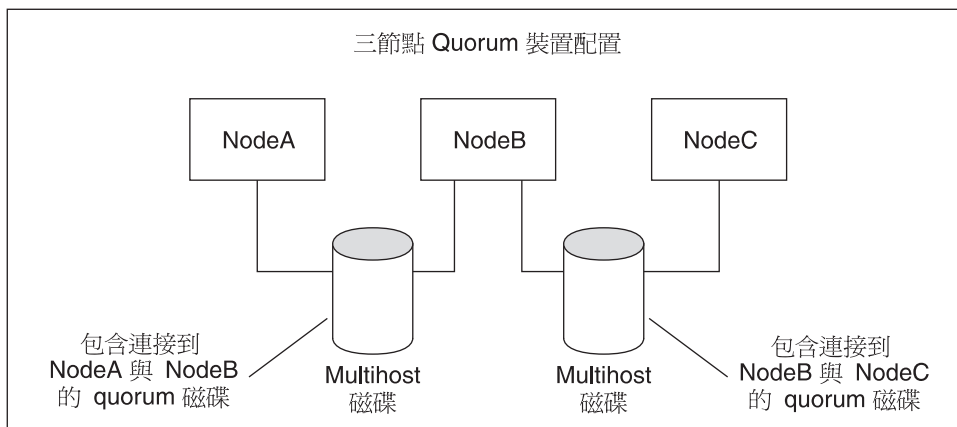 三節點 Quorum 裝置配置
NodeA
NodeB
NodeC
包含連接到
NodeA 與 NodeB
的 quorum 磁碟
Multihost
磁碟
Multihost
磁碟
包含連接到
NodeB 與 NodeC
的 quorum 磁碟